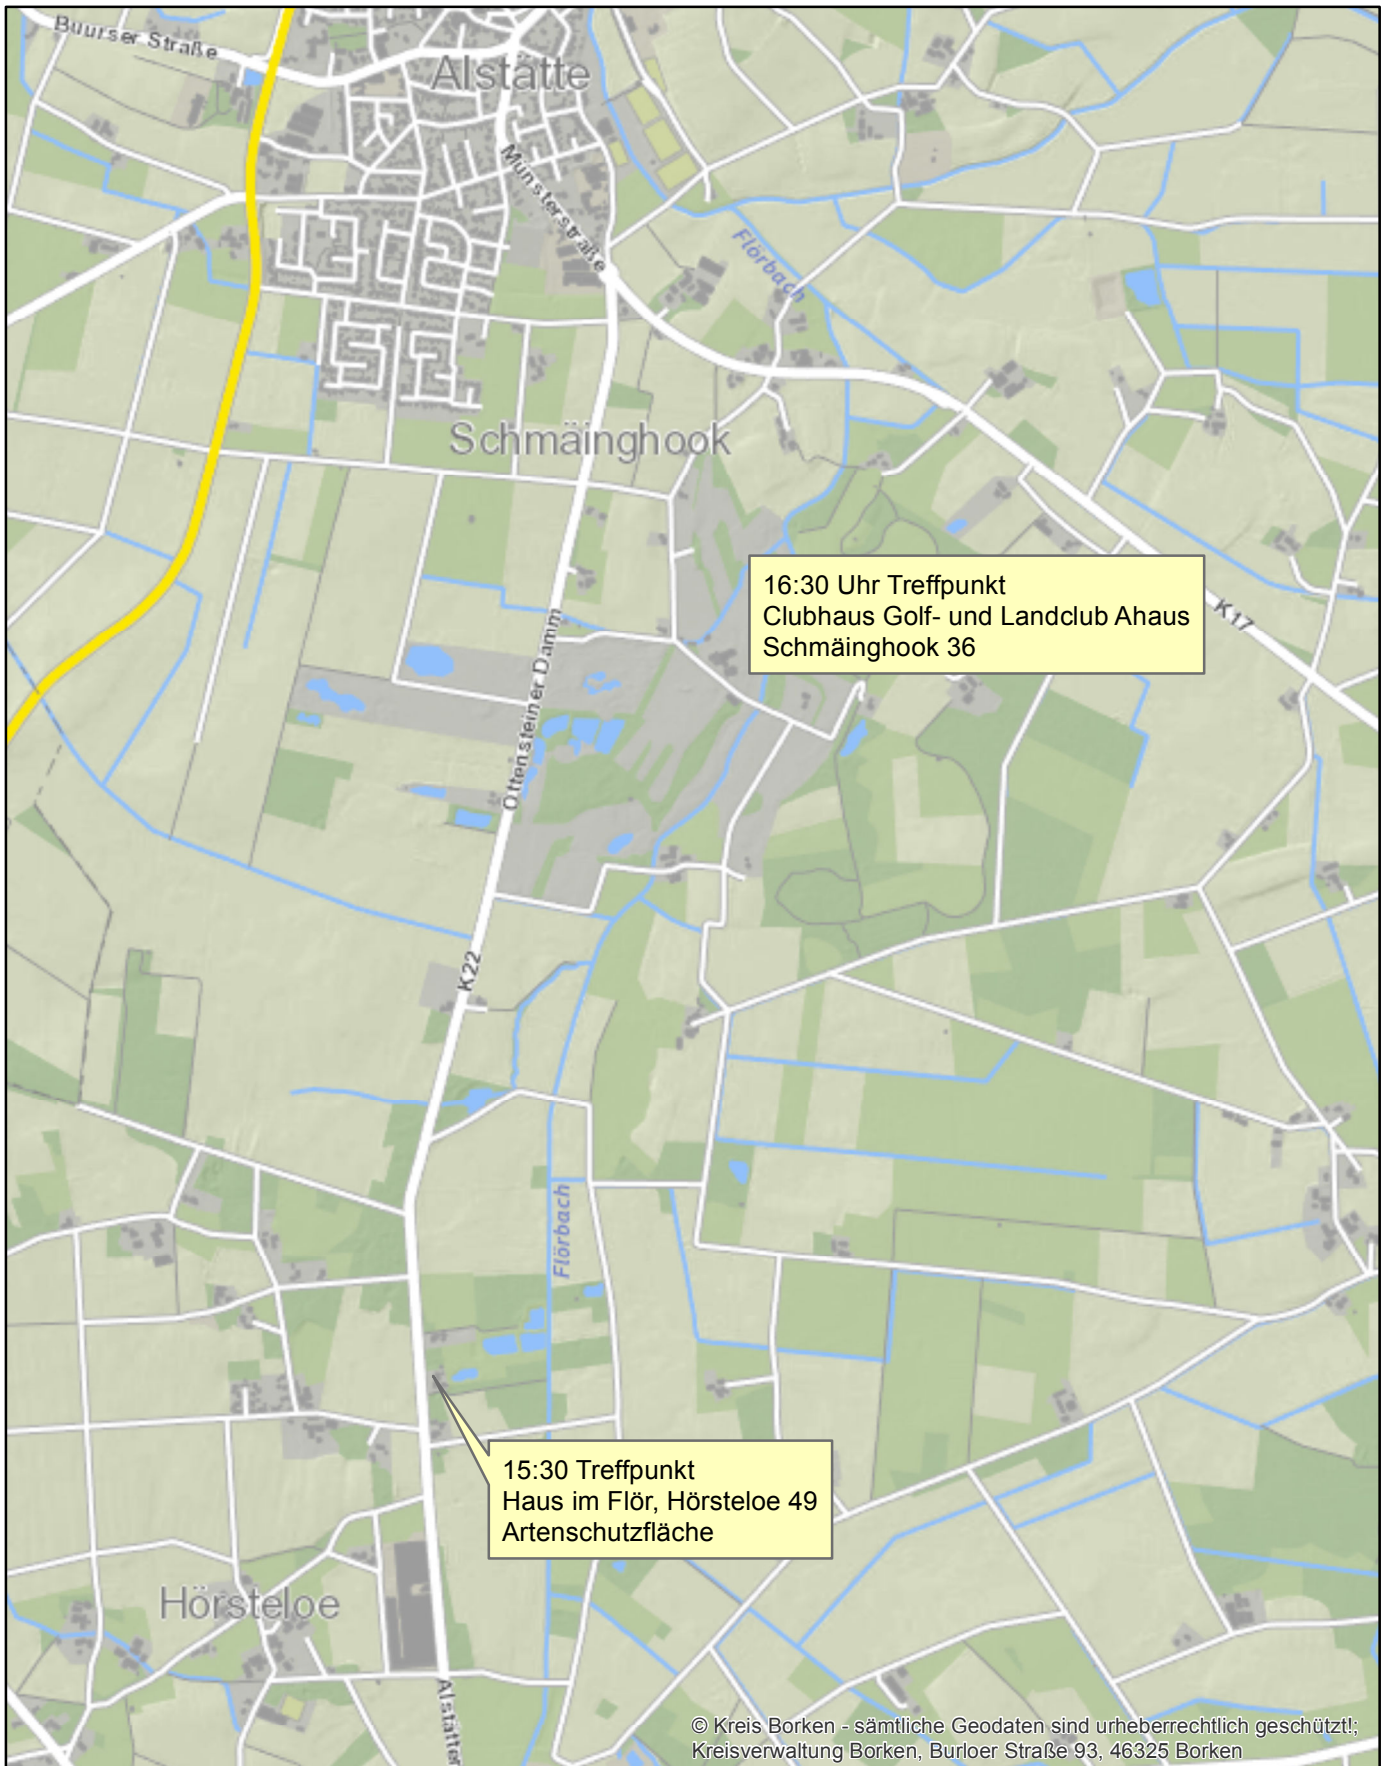 Buurser Straße
Alstätte
Münsterstraße
Flörbach
Schmäinghook
16:30 Uhr Treffpunkt
Clubhaus Golf- und Landclub Ahaus
Schmäinghook 36
K17
Ottensteiner Damm
K22
Flörbach
15:30 Treffpunkt
Haus im Flör, Hörsteloe 49
Artenschutzfläche
Hörsteloe
Alstätter
© Kreis Borken - sämtliche Geodaten sind urheberrechtlich geschützt!;
Kreisverwaltung Borken, Burloer Straße 93, 46325 Borken